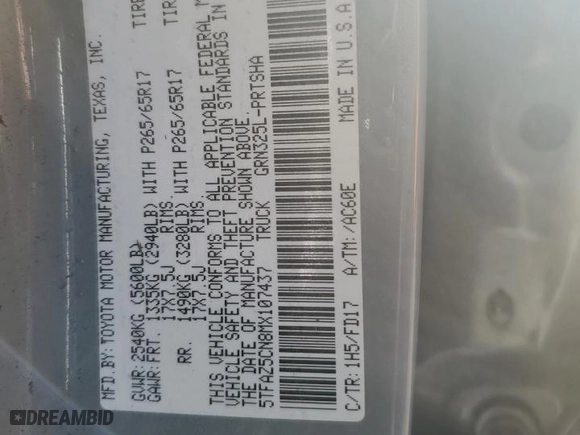 MFD.BY: TOYOTA MOTOR MANUFACTURING, TEXAS, INC.
GVWR: 2540KG (5600LB)
GAWR: FRT. 1335KG (2940LB) WITH P265/65R17 TIRE
17X7.5J RIMS,
RR. 1490KG (3280LB) WITH P265/65R17 TIR
17X7.5J RIMS,
THIS VEHICLE CONFORMS TO ALL APPLICABLE FEDERAL M
VEHICLE SAFETY AND THEFT PREVENTION STANDARDS IN
THE DATE OF MANUFACTURE SHOWN ABOVE.
5TFAZ5CN8MX107437 TRUCK GRN325L-PRTSHA
C/TR: 1H5/FD17 A/TM: /AC60E MADE IN U.S.A
DREAMBID